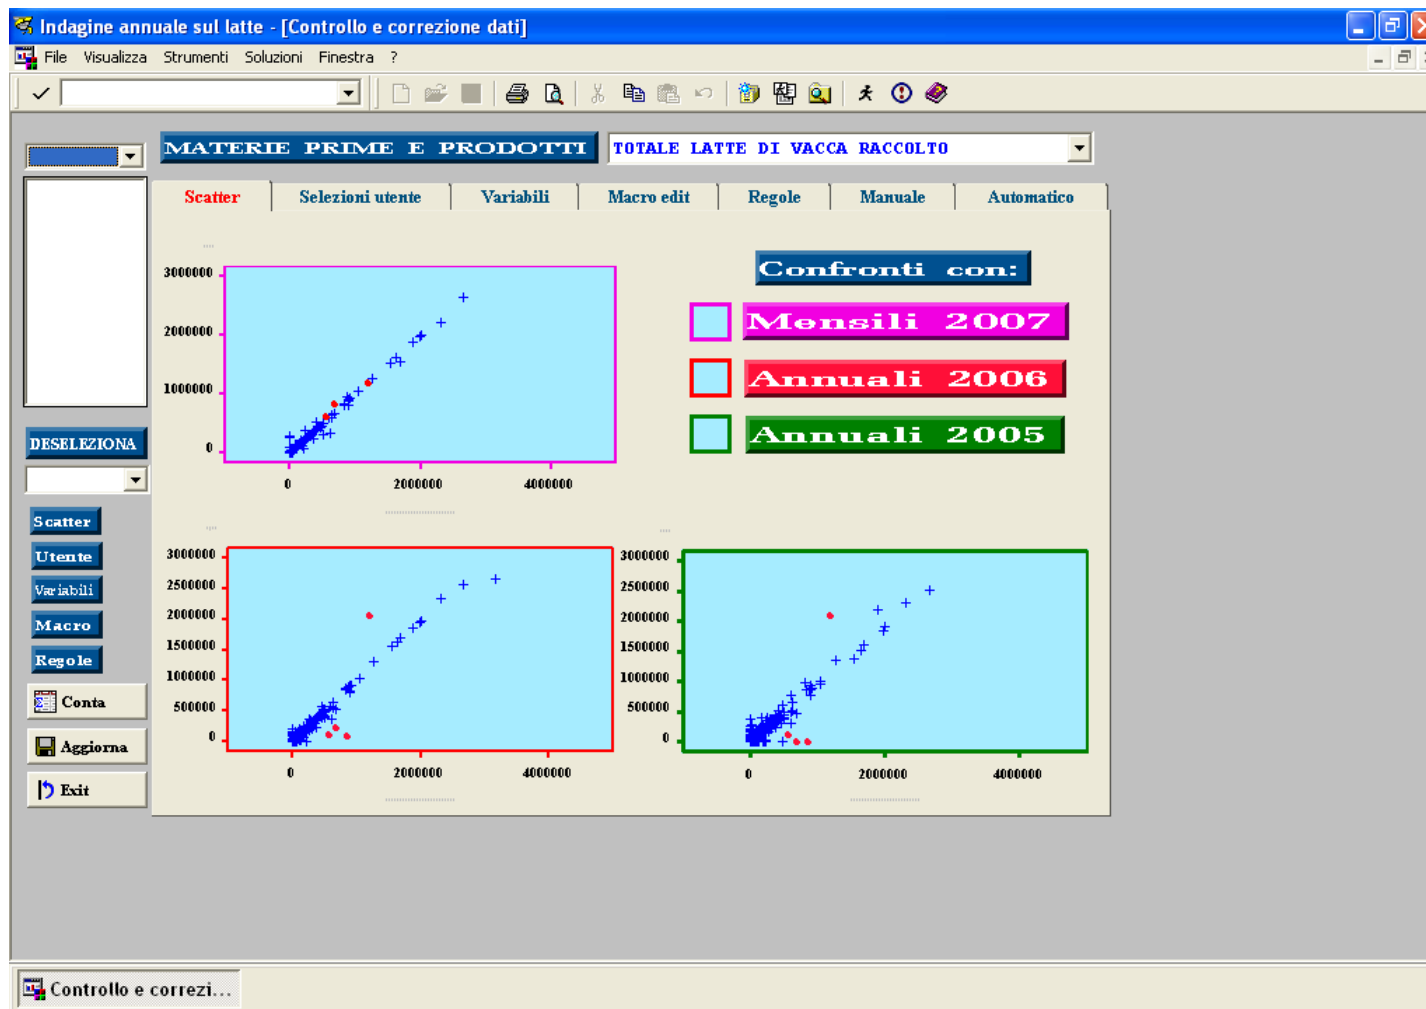 Indagine annuale sul latte - [Controllo e correzione dati]
File Visualizza Strumenti Soluzioni Finestra ?
MATERIE PRIME E PRODOTTI TOTALE LATTE DI VACCA RACCOLTO
Scatter Selezioni utente Variabili Macro edit Regole Manuale Automatico
Confronti con:
Mensili 2007
Annuali 2006
Annuali 2005
3000000
2000000
1000000
0
0 2000000 4000000
DESELEZIONA
Scatter
Utente
Variabili
Macro
Regole
Conta
Aggiorna
Exit
3000000
2500000
2000000
1500000
1000000
500000
0
0 2000000 4000000
3000000
2500000
2000000
1500000
1000000
500000
0
0 2000000 4000000
Controllo e correzi...